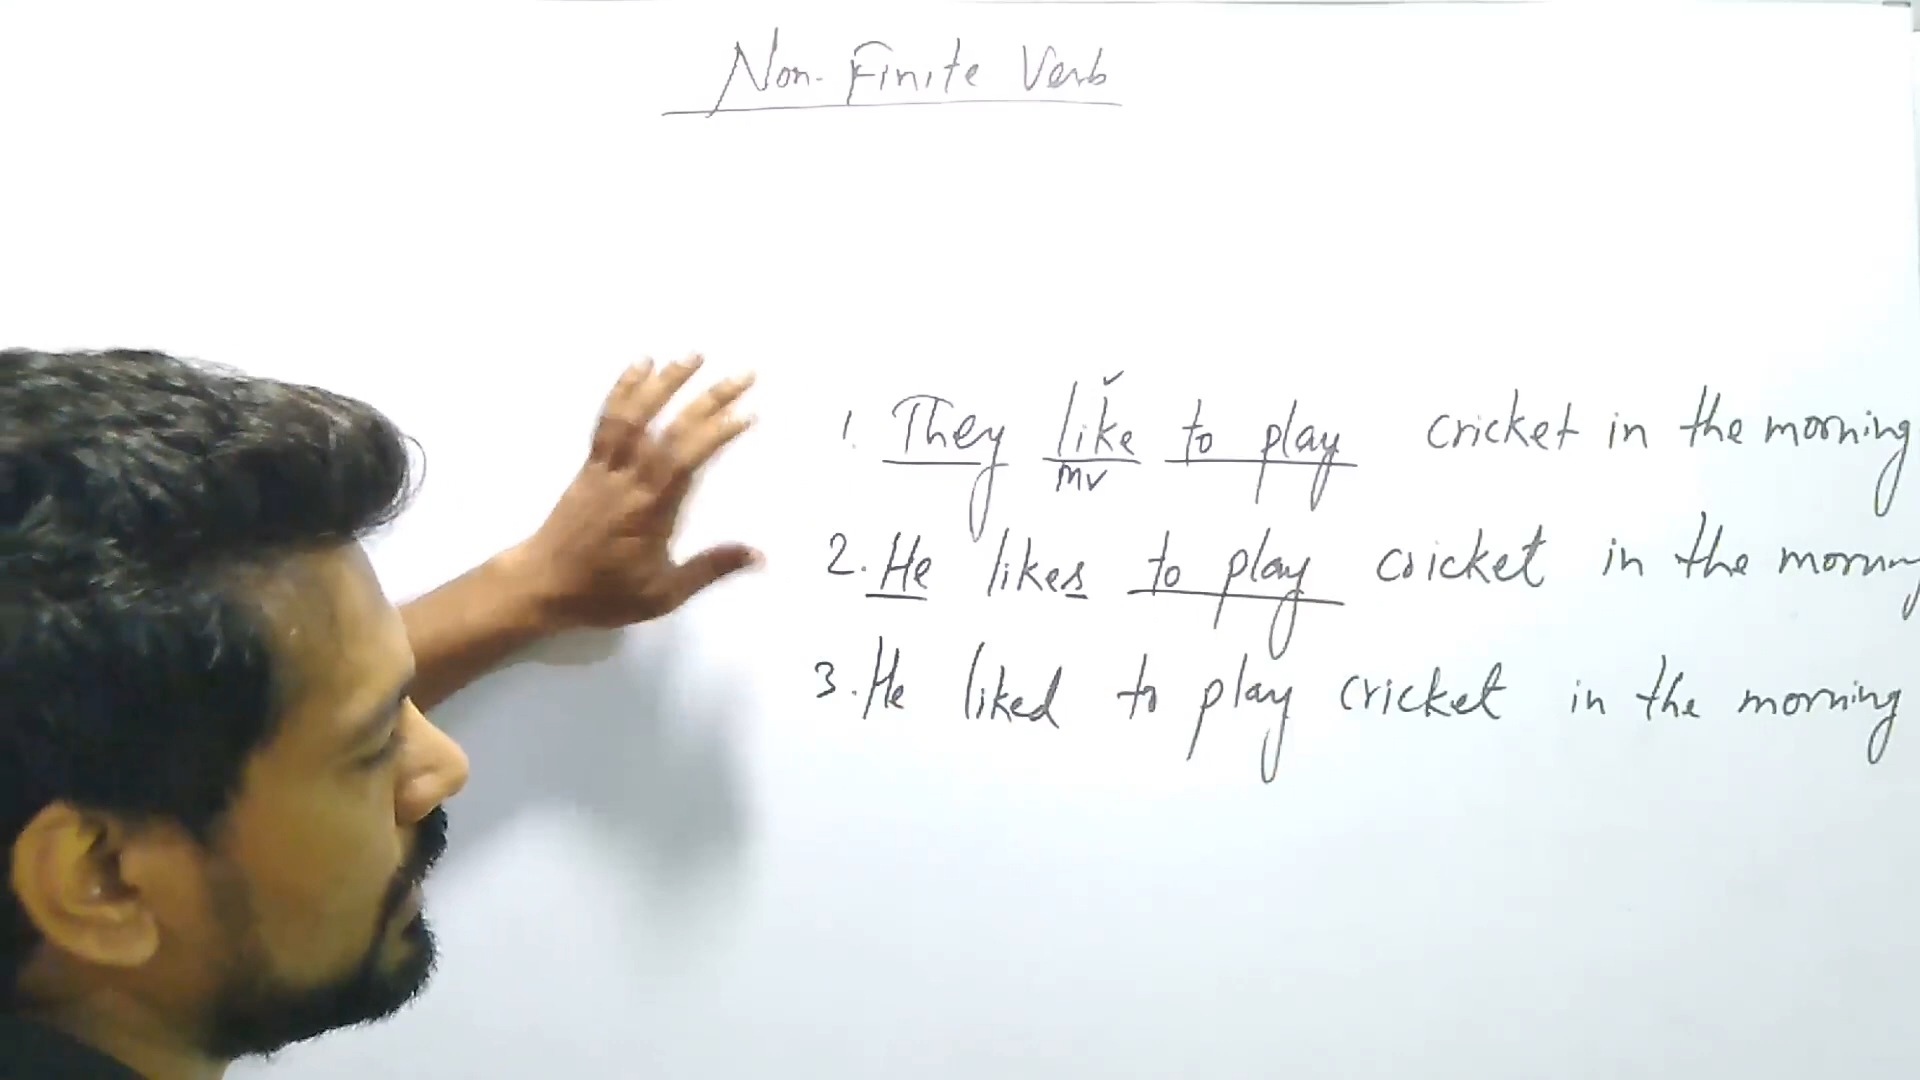 Non-Finite Verb
1. They like to play cricket in the morning
mv
2. He likes to play cricket in the morning
3. He liked to play cricket in the morning